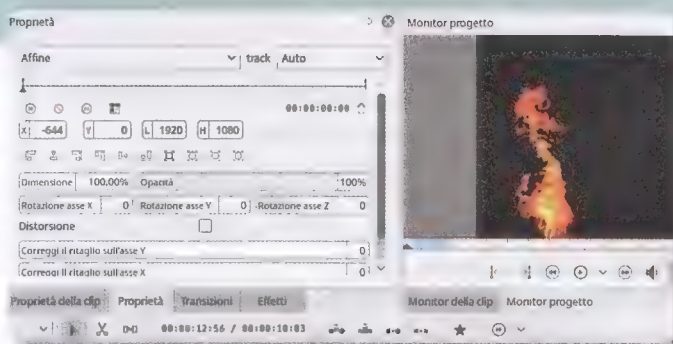 Proprietà
Monitor progetto
Affine track Auto
00:00:00:00
X -644 Y 0 L 1920 H 1080
Dimensione 100.00% Opacità 100%
Rotazione asse X 0 Rotazione asse Y 0 Rotazione asse Z 0
Distorsione
Correggi il ritaglio sull'asse Y 0
Correggi il ritaglio sull'asse X 0
Proprietà della clip Proprietà Transizioni Effetti
Monitor della clip Monitor progetto
00:00:12:56 / 00:00:10:03